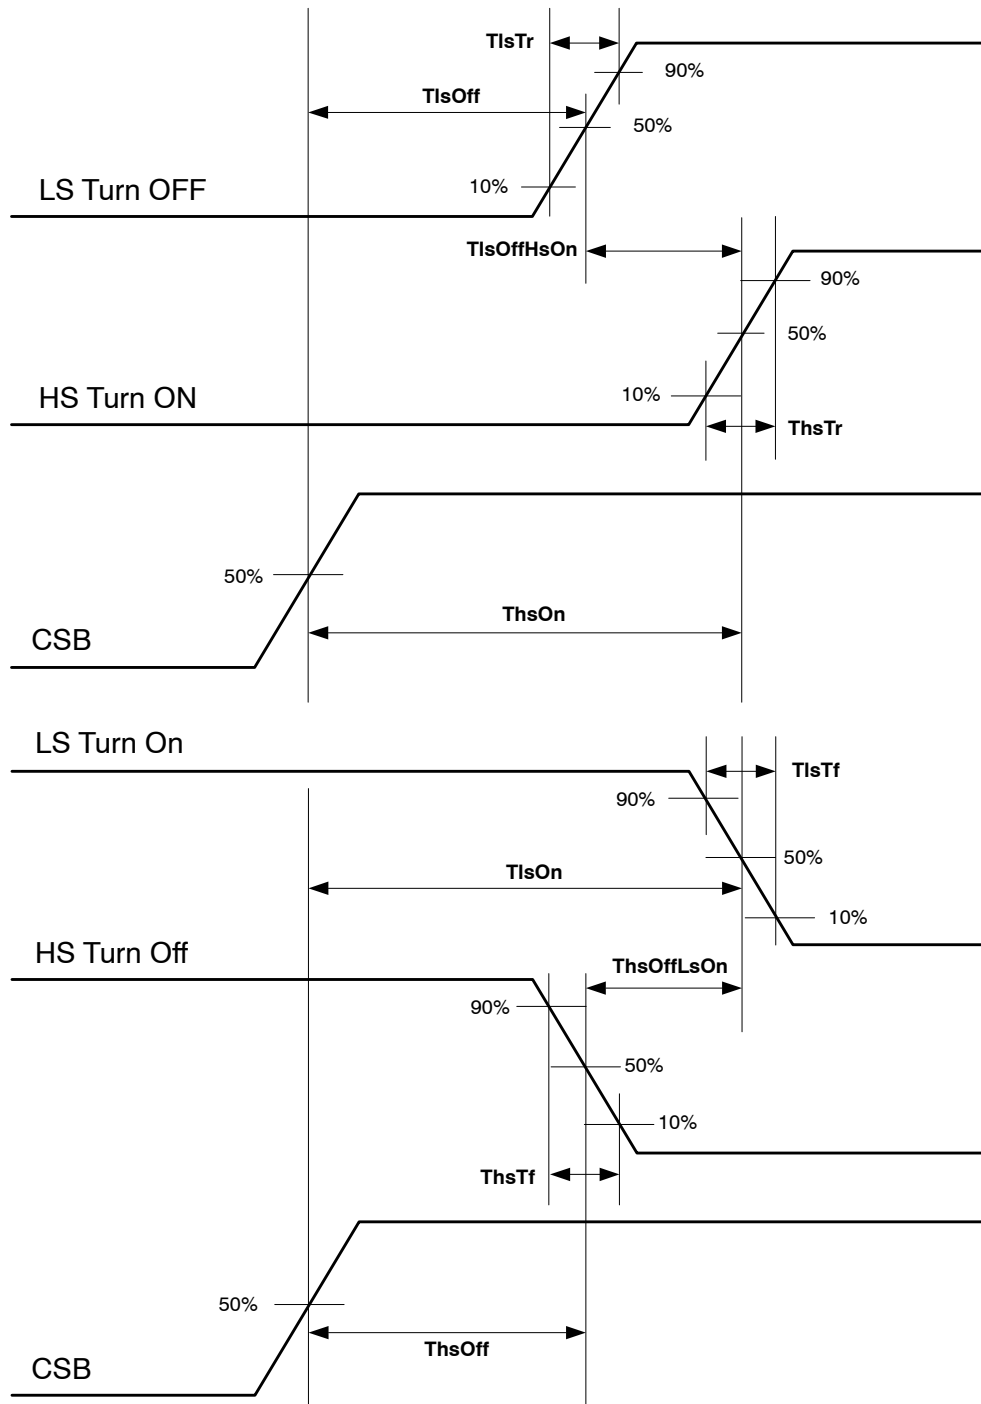 TlsTr
90%
TlsOff
50%
10%
LS Turn OFF
TlsOffHsOn
90%
50%
10%
HS Turn ON
ThsTr
50%
ThsOn
CSB
LS Turn On
TlsTf
90%
50%
TlsOn
10%
HS Turn Off
ThsOffLsOn
90%
50%
10%
ThsTf
50%
ThsOff
CSB